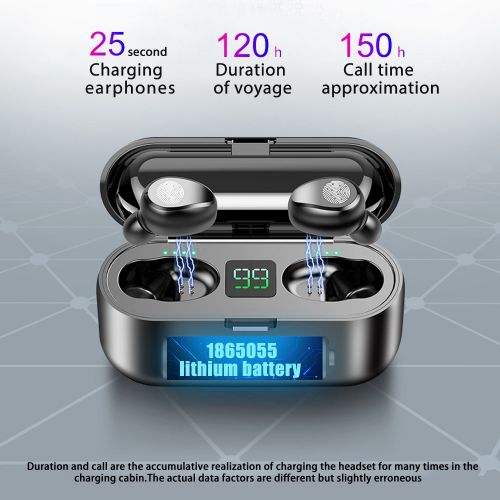 25 second 120 h 150 h
Charging Duration Call time
earphones of voyage approximation
99
1865055
lithium battery
Duration and call are the accumulative realization of charging the headset for many times in the
charging cabin.The actual data factors are different but slightly erroneous